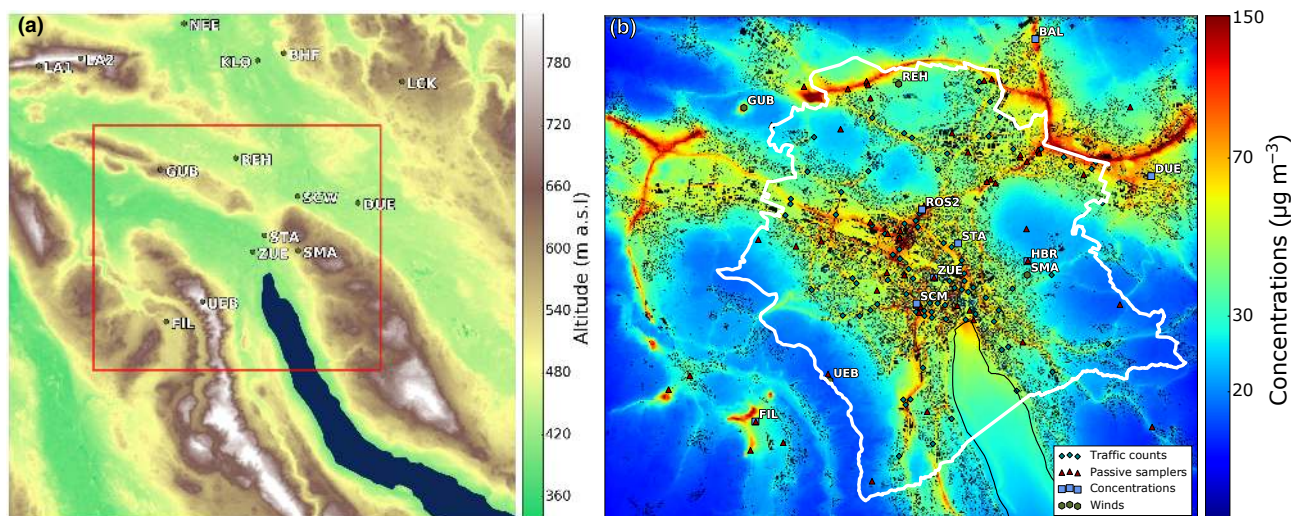 (a)
NEE
KLO
BHF
LA1
LA2
LCK
REH
GUB
SCW
DUE
STA
ZUE
SMA
UEB
FIL
780
720
660
600
540
480
420
360
Altitude (m a.s.l)
(b)
BAL
REH
GUB
DUE
ROS2
STA
HBR
SMA
ZUE
SCM
UEB
FIL
Traffic counts
Passive samplers
Concentrations
Winds
150
70
30
20
Concentrations (µg m⁻³)